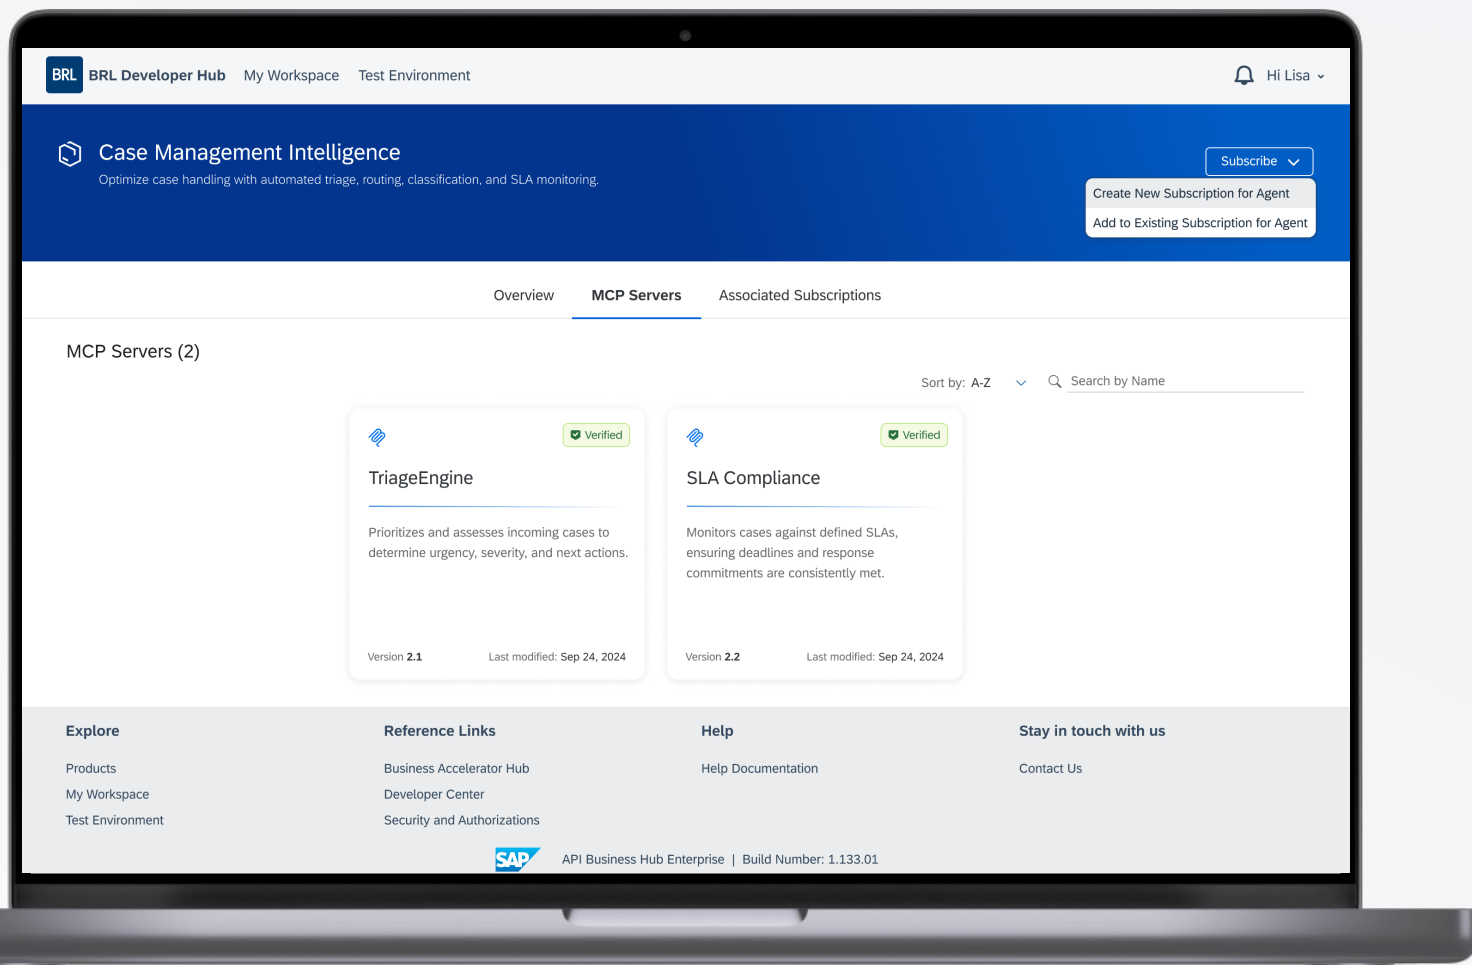 BRL BRL Developer Hub My Workspace Test Environment Hi Lisa
Case Management Intelligence
Optimize case handling with automated triage, routing, classification, and SLA monitoring.
Subscribe
Create New Subscription for Agent
Add to Existing Subscription for Agent
Overview MCP Servers Associated Subscriptions
MCP Servers (2)
Sort by: A-Z Search by Name
Verified
TriageEngine
Prioritizes and assesses incoming cases to
determine urgency, severity, and next actions.
Version 2.1 Last modified: Sep 24, 2024
Verified
SLA Compliance
Monitors cases against defined SLAs,
ensuring deadlines and response
commitments are consistently met.
Version 2.2 Last modified: Sep 24, 2024
Explore
Products
My Workspace
Test Environment
Reference Links
Business Accelerator Hub
Developer Center
Security and Authorizations
Help
Help Documentation
Stay in touch with us
Contact Us
SAP API Business Hub Enterprise | Build Number: 1.133.01